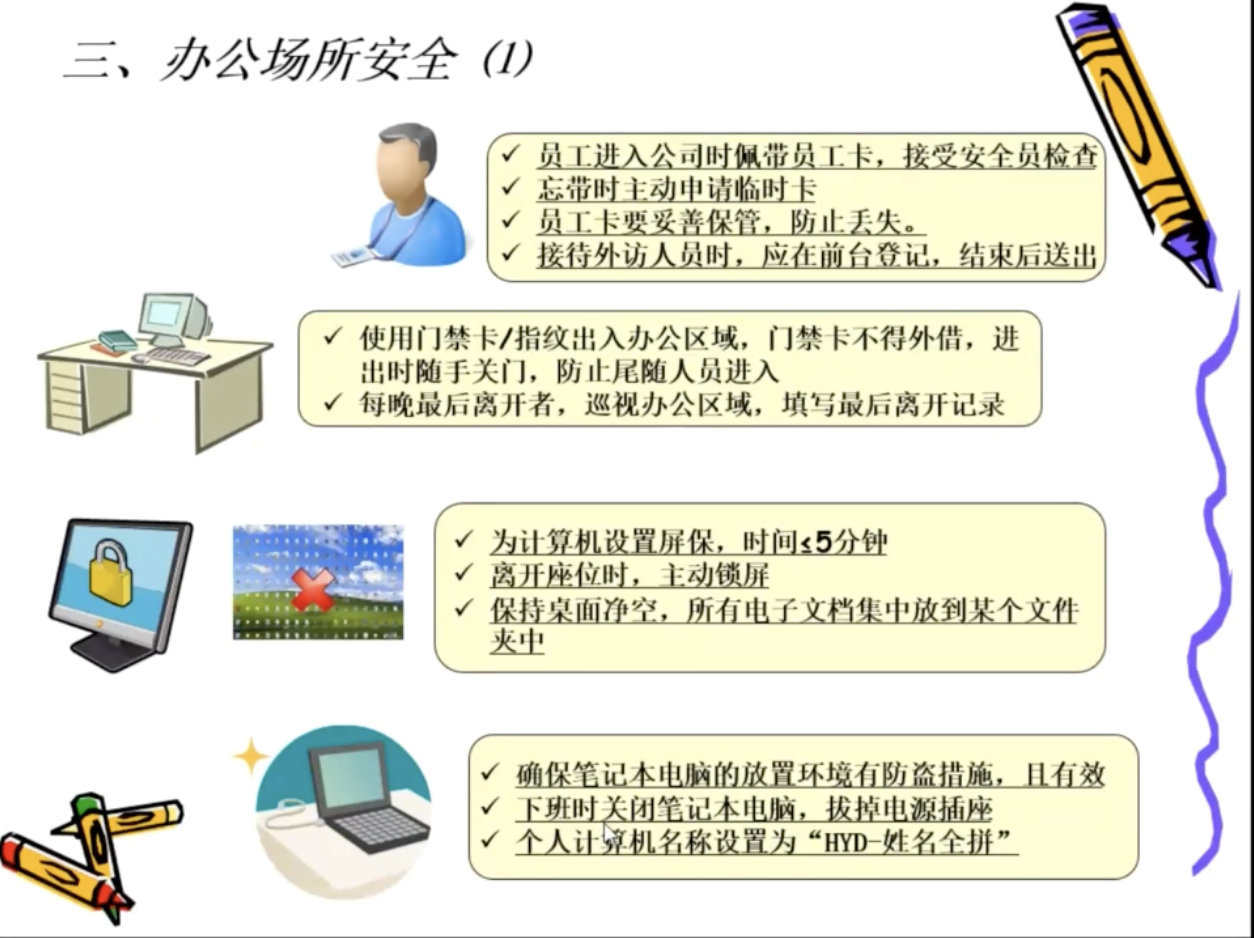 三、办公场所安全（1）
✓ 员工进入公司时佩带员工卡，接受安全员检查
✓ 忘带时主动申请临时卡
✓ 员工卡要妥善保管，防止丢失。
✓ 接待外访人员时，应在前台登记，结束后送出
✓ 使用门禁卡/指纹出入办公区域，门禁卡不得外借，进
出时随手关门，防止尾随人员进入
✓ 每晚最后离开者，巡视办公区域，填写最后离开记录
✓ 为计算机设置屏保，时间≤5分钟
✓ 离开座位时，主动锁屏
✓ 保持桌面净空，所有电子文档集中放到某个文件
夹中
✓ 确保笔记本电脑的放置环境有防盗措施，且有效
✓ 下班时关闭笔记本电脑，拔掉电源插座
✓ 个人计算机名称设置为“HYD-姓名全拼”